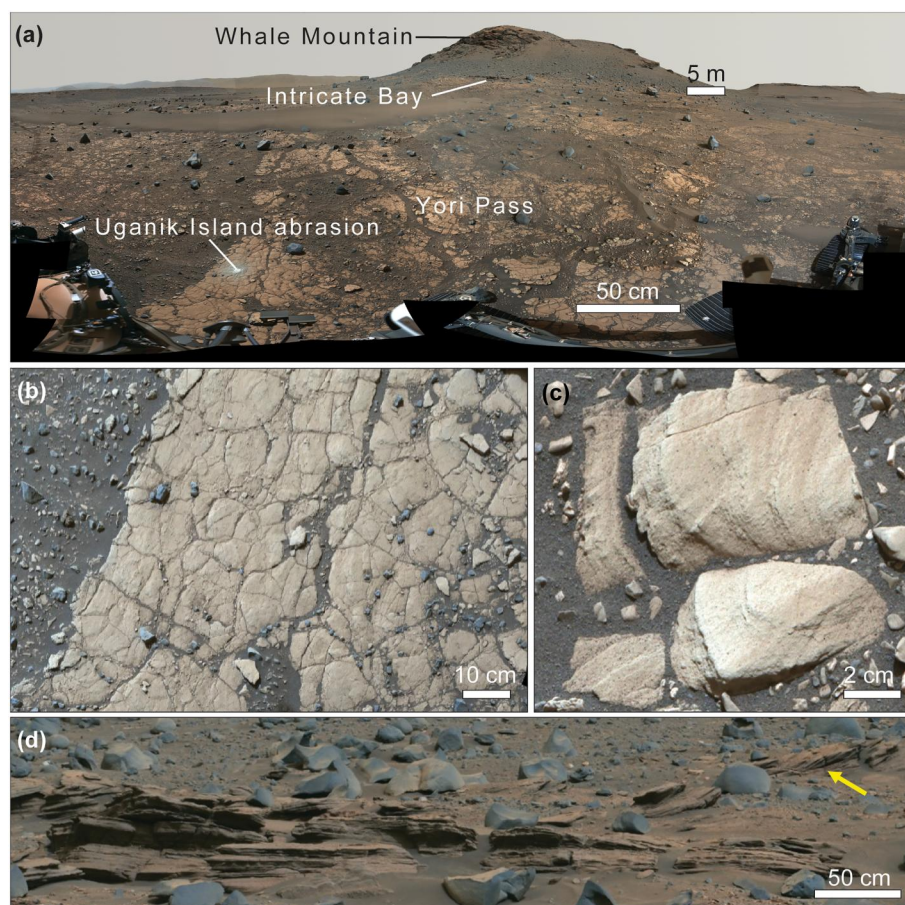 (a)
Whale Mountain
5 m
Intricate Bay
Yori Pass
Uganik Island abrasion
50 cm
(b)
10 cm
(c)
2 cm
(d)
50 cm